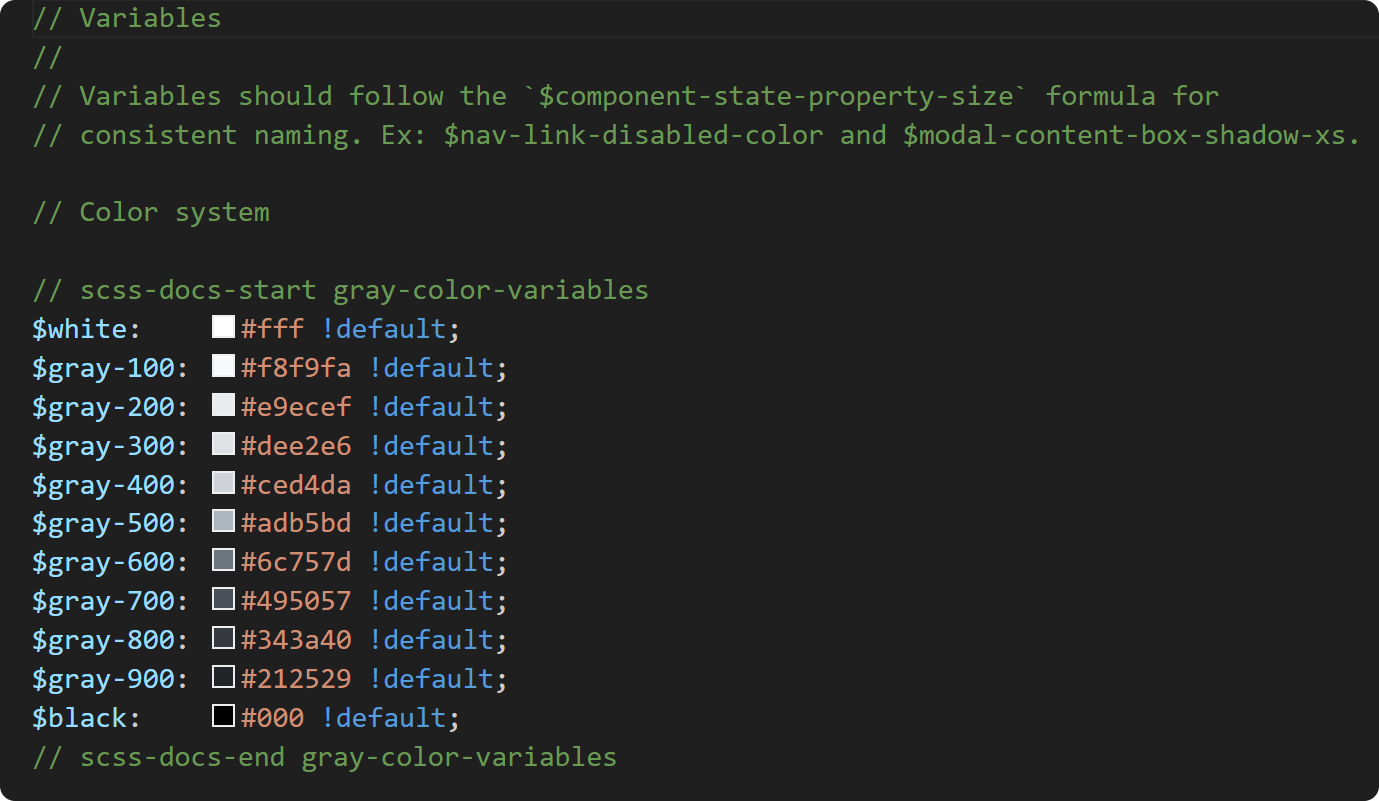 // Variables
//
// Variables should follow the `$component-state-property-size` formula for
// consistent naming. Ex: $nav-link-disabled-color and $modal-content-box-shadow-xs.
// Color system
// scss-docs-start gray-color-variables
$white: #fff !default;
$gray-100: #f8f9fa !default;
$gray-200: #e9ecef !default;
$gray-300: #dee2e6 !default;
$gray-400: #ced4da !default;
$gray-500: #adb5bd !default;
$gray-600: #6c757d !default;
$gray-700: #495057 !default;
$gray-800: #343a40 !default;
$gray-900: #212529 !default;
$black: #000 !default;
// scss-docs-end gray-color-variables